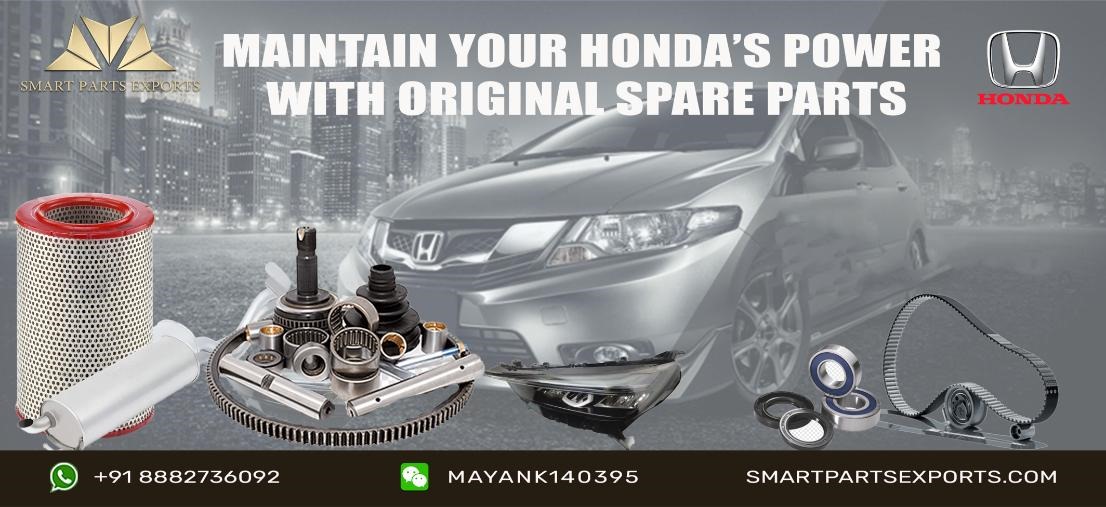 SMART PARTS EXPORTS
MAINTAIN YOUR HONDA'S POWER
WITH ORIGINAL SPARE PARTS
HONDA
+91 8882736092
MAYANK140395
SMARTPARTSEXPORTS.COM